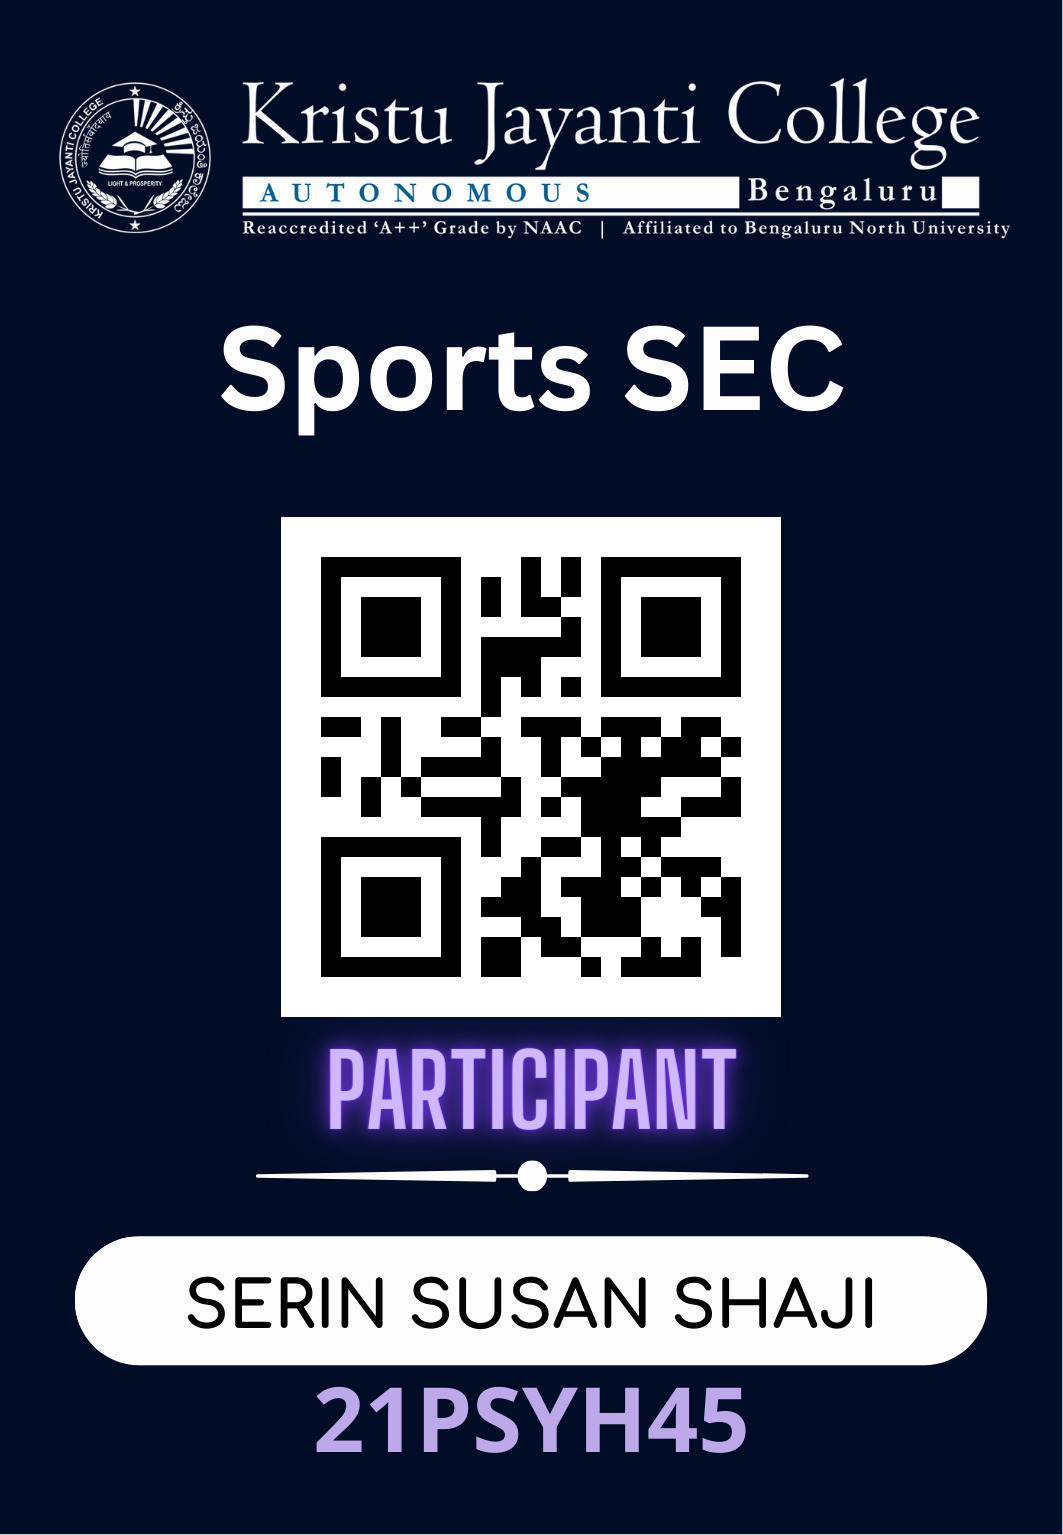 Kristu Jayanti College
AUTONOMOUS Bengaluru
Reaccredited ‘A++’ Grade by NAAC | Affiliated to Bengaluru North University
KRISTU JAYANTI COLLEGE
LIGHT & PROSPERITY
Sports SEC
PARTICIPANT
SERIN SUSAN SHAJI
21PSYH45